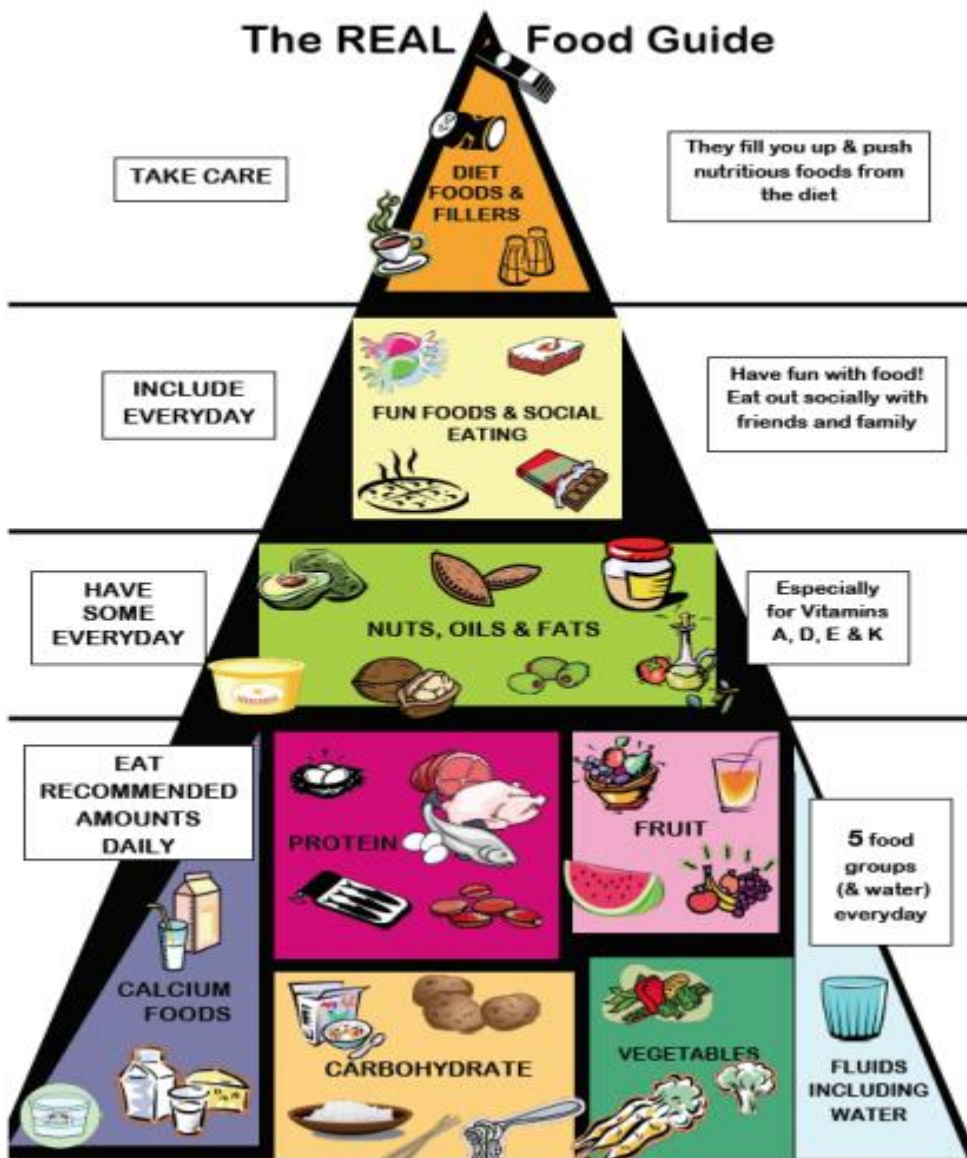 The REAL Food Guide
TAKE CARE
DIET
FOODS &
FILLERS
They fill you up & push
nutritious foods from
the diet
INCLUDE
EVERYDAY
FUN FOODS & SOCIAL
EATING
Have fun with food!
Eat out socially with
friends and family
HAVE
SOME
EVERYDAY
NUTS, OILS & FATS
Especially
for Vitamins
A, D, E & K
EAT
RECOMMENDED
AMOUNTS
DAILY
PROTEIN
FRUIT
5 food
groups
(& water)
everyday
CALCIUM
FOODS
CARBOHYDRATE
VEGETABLES
FLUIDS
INCLUDING
WATER